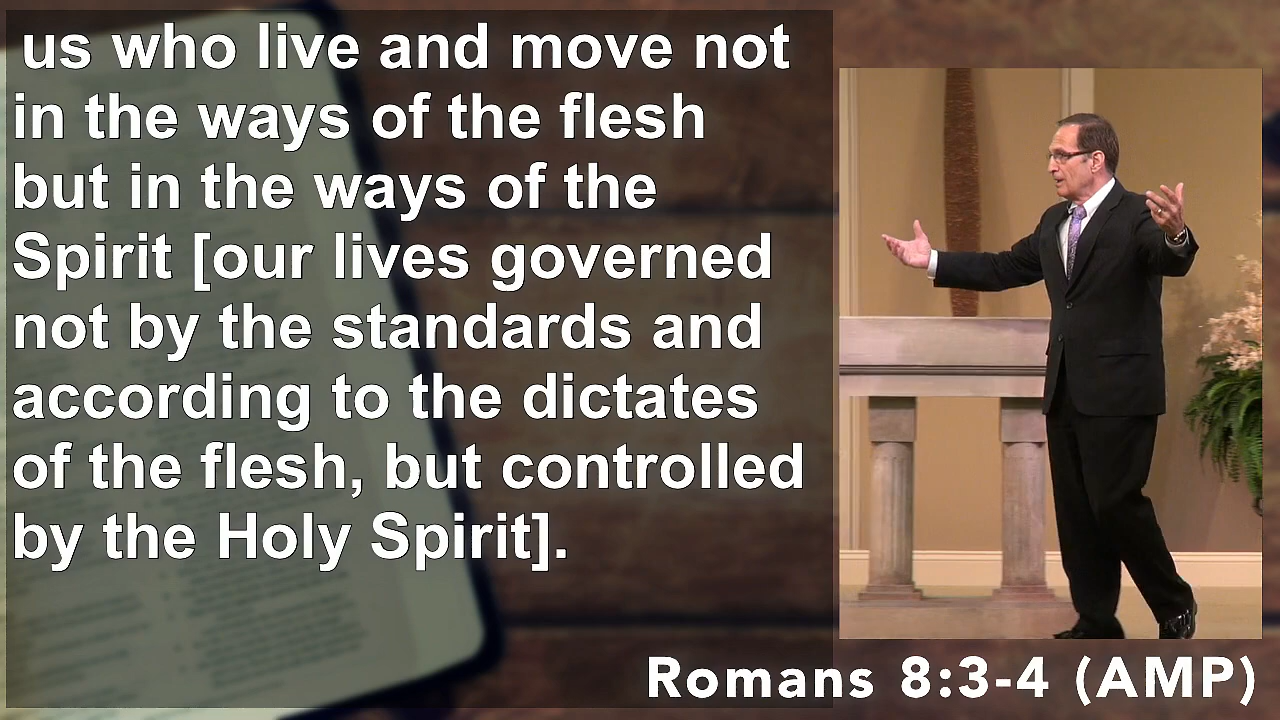 us who live and move not
in the ways of the flesh
but in the ways of the
Spirit [our lives governed
not by the standards and
according to the dictates
of the flesh, but controlled
by the Holy Spirit].
Romans 8:3-4 (AMP)